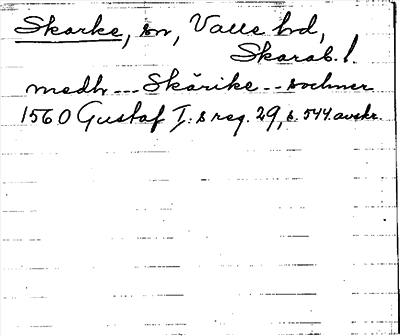 Skarke, sn, Valle hd,
Skarab. l.
medh -- Skärike -- sochner
1560 Gustaf I:s reg. 29, s. 544. avskr.